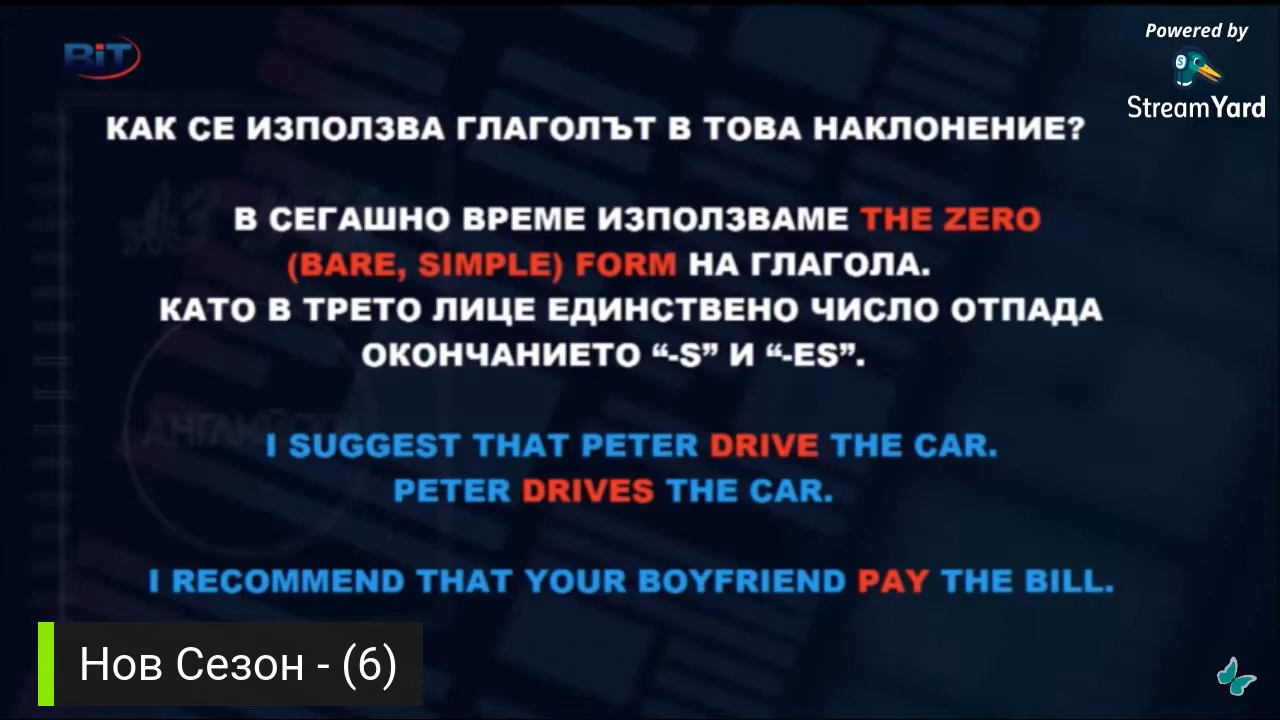 BiT
Powered by
StreamYard
КАК СЕ ИЗПОЛЗВА ГЛАГОЛЪТ В ТОВА НАКЛОНЕНИЕ?
В СЕГАШНО ВРЕМЕ ИЗПОЛЗВАМЕ THE ZERO
(BARE, SIMPLE) FORM НА ГЛАГОЛА.
КАТО В ТРЕТО ЛИЦЕ ЕДИНСТВЕНО ЧИСЛО ОТПАДА
ОКОНЧАНИЕТО “-S” И “-ES”.
I SUGGEST THAT PETER DRIVE THE CAR.
PETER DRIVES THE CAR.
I RECOMMEND THAT YOUR BOYFRIEND PAY THE BILL.
Нов Сезон - (6)